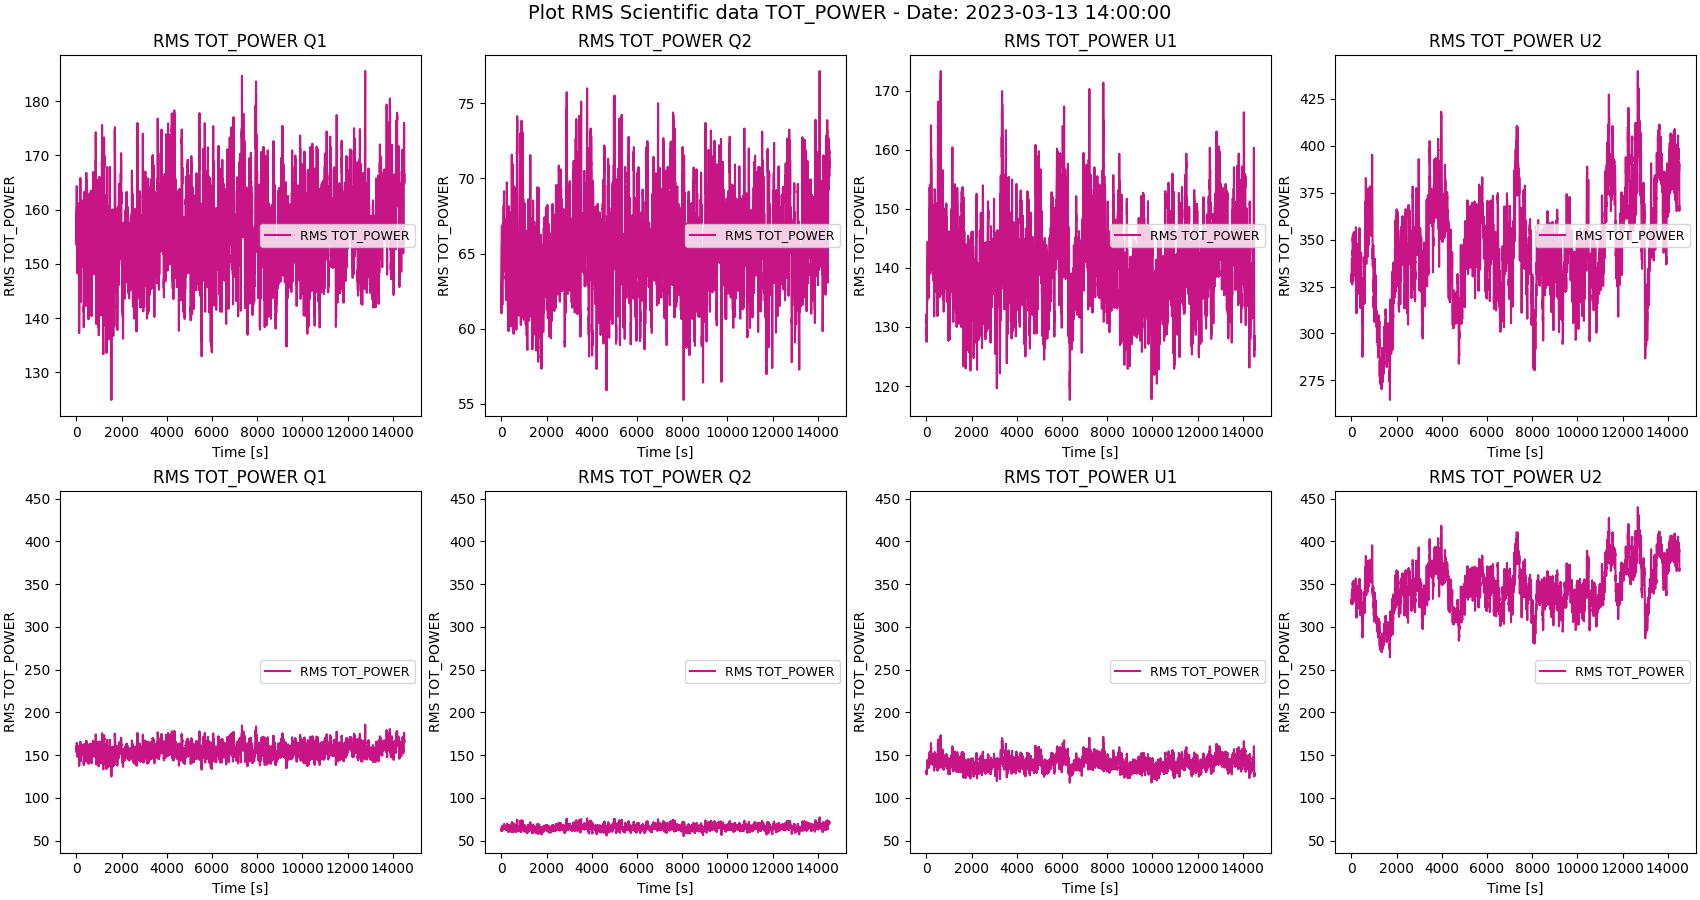 Plot RMS Scientific data TOT_POWER - Date: 2023-03-13 14:00:00
RMS TOT_POWER Q1
RMS TOT_POWER
180
170
160
150
140
130
RMS TOT_POWER
0 2000 4000 6000 8000 10000 12000 14000
Time [s]
RMS TOT_POWER Q2
RMS TOT_POWER
75
70
65
60
55
RMS TOT_POWER
0 2000 4000 6000 8000 10000 12000 14000
Time [s]
RMS TOT_POWER U1
RMS TOT_POWER
170
160
150
140
130
120
RMS TOT_POWER
0 2000 4000 6000 8000 10000 12000 14000
Time [s]
RMS TOT_POWER U2
RMS TOT_POWER
425
400
375
350
325
300
275
RMS TOT_POWER
0 2000 4000 6000 8000 10000 12000 14000
Time [s]
RMS TOT_POWER Q1
RMS TOT_POWER
450
400
350
300
250
200
150
100
50
RMS TOT_POWER
0 2000 4000 6000 8000 10000 12000 14000
Time [s]
RMS TOT_POWER Q2
RMS TOT_POWER
450
400
350
300
250
200
150
100
50
RMS TOT_POWER
0 2000 4000 6000 8000 10000 12000 14000
Time [s]
RMS TOT_POWER U1
RMS TOT_POWER
450
400
350
300
250
200
150
100
50
RMS TOT_POWER
0 2000 4000 6000 8000 10000 12000 14000
Time [s]
RMS TOT_POWER U2
RMS TOT_POWER
450
400
350
300
250
200
150
100
50
RMS TOT_POWER
0 2000 4000 6000 8000 10000 12000 14000
Time [s]